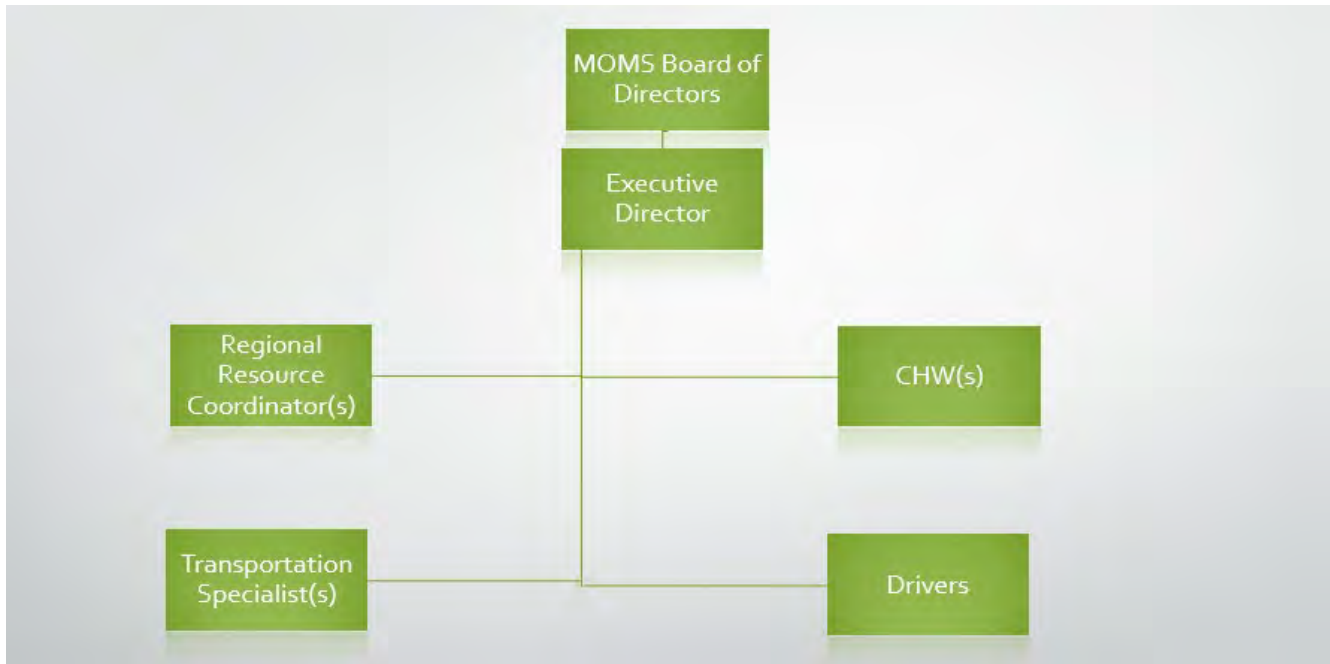 MOMS Board of
Directors
Executive
Director
Regional
Resource
Coordinator(s)
CHW(s)
Transportation
Specialist(s)
Drivers